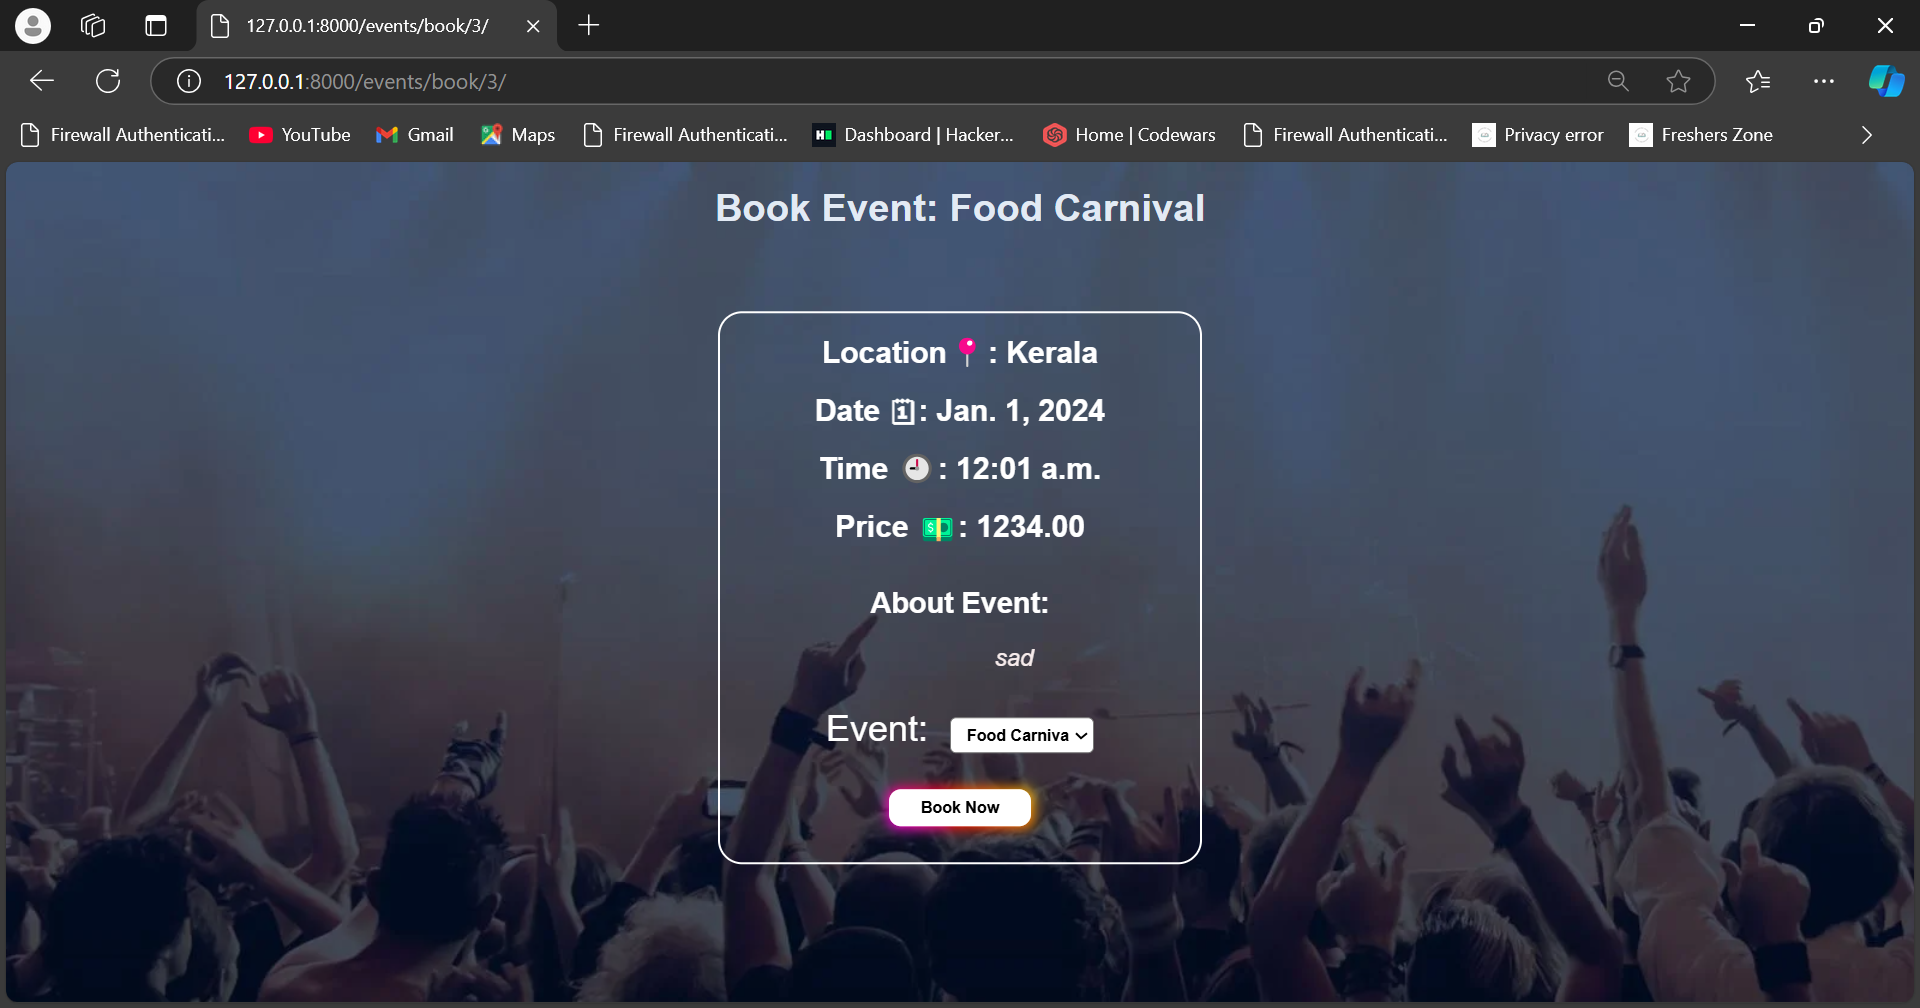 127.0.0.1:8000/events/book/3/
127.0.0.1:8000/events/book/3/
Firewall Authenticati... YouTube Gmail Maps Firewall Authenticati... Dashboard | Hacker... Home | Codewars Firewall Authenticati... Privacy error Freshers Zone
Book Event: Food Carnival
Location 📍 : Kerala
Date 🗓: Jan. 1, 2024
Time 🕘 : 12:01 a.m.
Price 💵 : 1234.00
About Event:
sad
Event: Food Carniva
Book Now